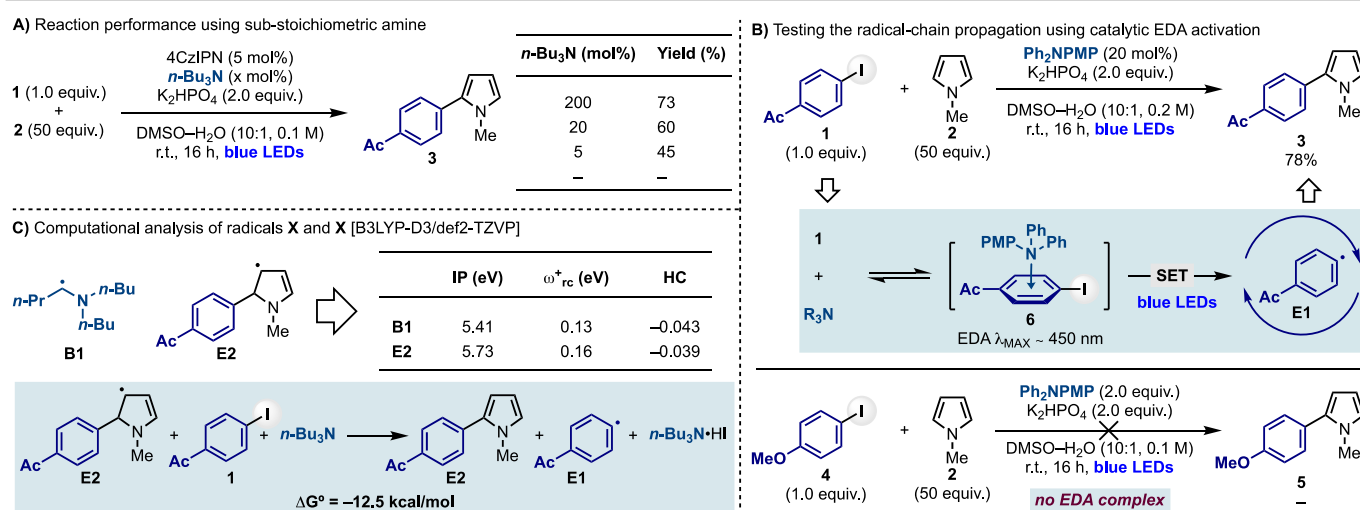 A) Reaction performance using sub-stoichiometric amine
1 (1.0 equiv.)
+
2 (50 equiv.)
4CzIPN (5 mol%)
n-Bu3N (x mol%)
K2HPO4 (2.0 equiv.)
DMSO–H2O (10:1, 0.1 M)
r.t., 16 h, blue LEDs
Ac
N
Me
3
n-Bu3N (mol%) Yield (%)
200 73
20 60
5 45
– –
C) Computational analysis of radicals X and X [B3LYP-D3/def2-TZVP]
n-Pr
N
n-Bu
n-Bu
B1
Ac
N
Me
E2
IP (eV) ω+rc (eV) HC
B1 5.41 0.13 –0.043
E2 5.73 0.16 –0.039
Ac
N
Me
E2
+
Ac
I
1
+ n-Bu3N
Ac
N
Me
E2
+
Ac
E1
+ n-Bu3N•HI
ΔGº = –12.5 kcal/mol
B) Testing the radical-chain propagation using catalytic EDA activation
Ac
I
1
(1.0 equiv.)
+
N
Me
2
(50 equiv.)
Ph2NPMP (20 mol%)
K2HPO4 (2.0 equiv.)
DMSO–H2O (10:1, 0.2 M)
r.t., 16 h, blue LEDs
Ac
N
Me
3
78%
1
+
R3N
Ph
PMP Ph
N
Ac
I
6
EDA λMAX ~ 450 nm
SET
blue LEDs
Ac
E1
MeO
I
4
(1.0 equiv.)
+
N
Me
2
(50 equiv.)
Ph2NPMP (2.0 equiv.)
K2HPO4 (2.0 equiv.)
DMSO–H2O (10:1, 0.1 M)
r.t., 16 h, blue LEDs
no EDA complex
MeO
N
Me
5
–